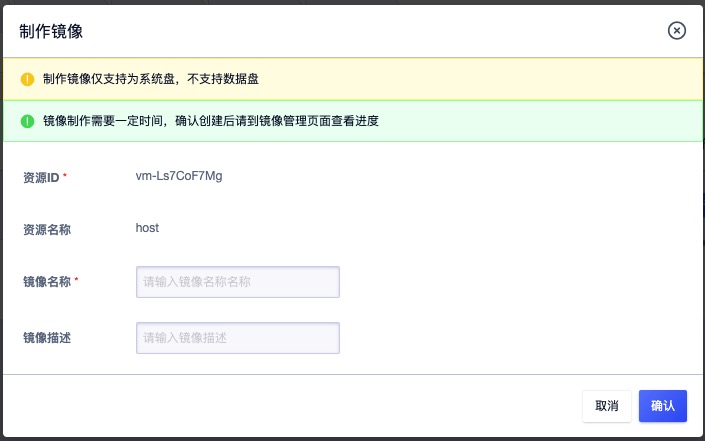 制作镜像
制作镜像仅支持为系统盘，不支持数据盘
镜像制作需要一定时间，确认创建后请到镜像管理页面查看进度
资源ID * vm-Ls7CoF7Mg
资源名称 host
镜像名称 * 请输入镜像名称名称
镜像描述 请输入镜像描述
取消 确认